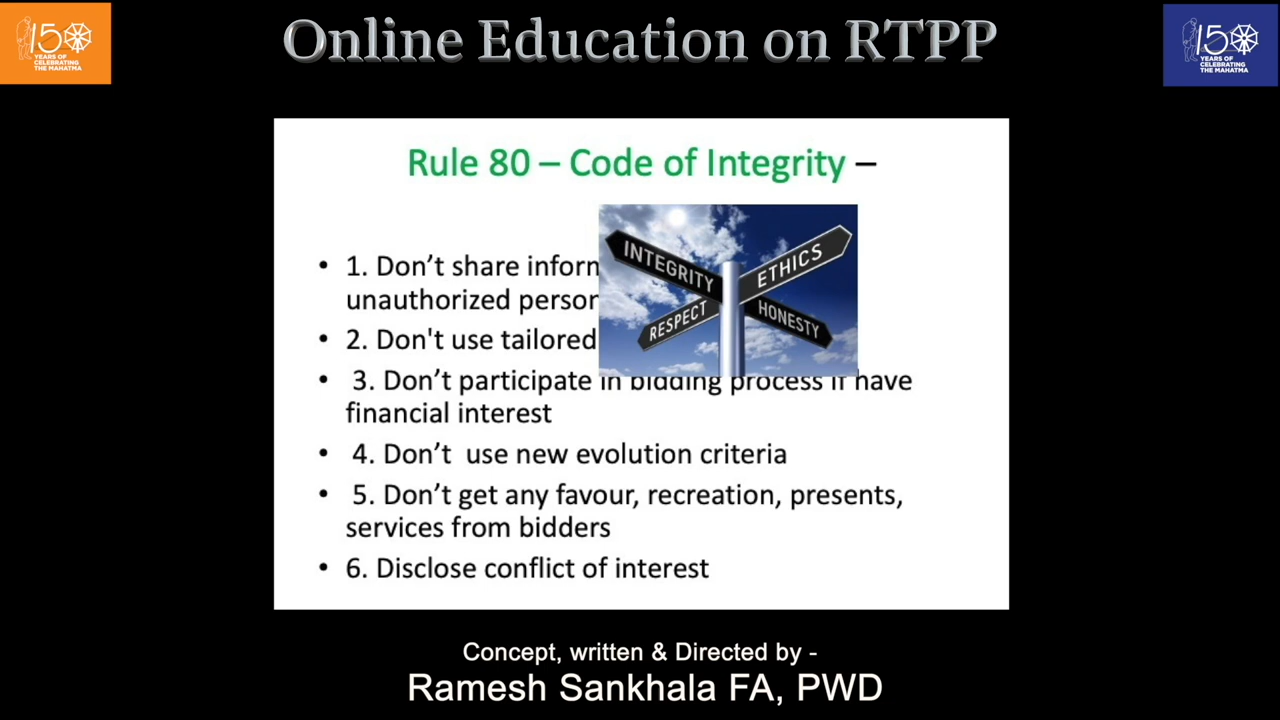 150
YEARS OF
CELEBRATING
THE MAHATMA
Online Education on RTPP
150
YEARS OF
CELEBRATING
THE MAHATMA
Rule 80 – Code of Integrity –
INTEGRITY
ETHICS
RESPECT
HONESTY
• 1. Don’t share
unauthorized
• 2. Don't use tailored
• 3. Don’t participate in bidding process if have
financial interest
• 4. Don’t  use new evolution criteria
• 5. Don’t get any favour, recreation, presents,
services from bidders
• 6. Disclose conflict of interest
Concept, written & Directed by -
Ramesh Sankhala FA, PWD